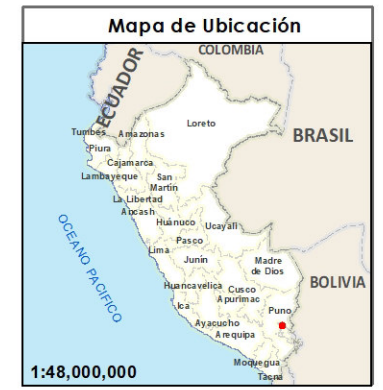 Mapa de Ubicación
COLOMBIA
ECUADOR
Loreto
Tumbes
Amazonas
BRASIL
Piura
Cajamarca
Lambayeque
San
Martín
La Libertad
Ancash
Huánuco
Ucayali
OCEANO PACIFICO
Pasco
Lima
Junín
Madre
de Dios
Huancavelica
Cusco
BOLIVIA
Apurimac
Ica
Puno
Ayacucho
Arequipa
Moquegua
1:48,000,000
Tacna